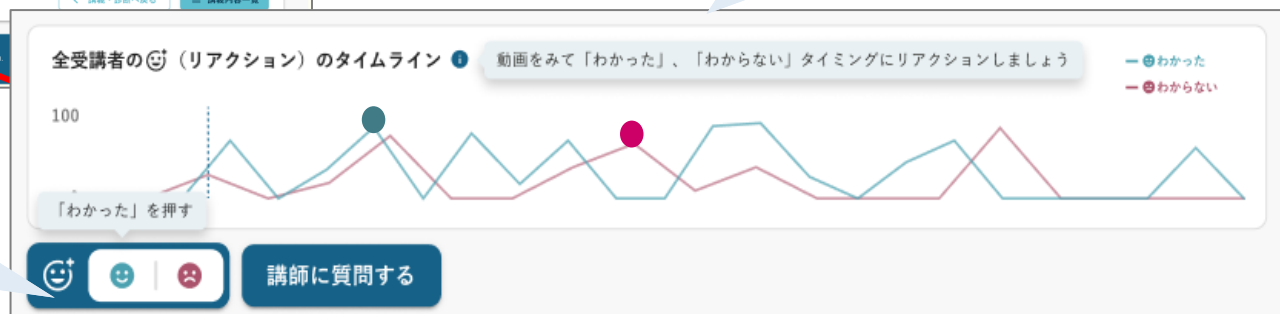 全受講者の（リアクション）のタイムライン
動画をみて「わかった」、「わからない」タイミングにリアクションしましょう
わかった
わからない
100
「わかった」を押す
講師に質問する